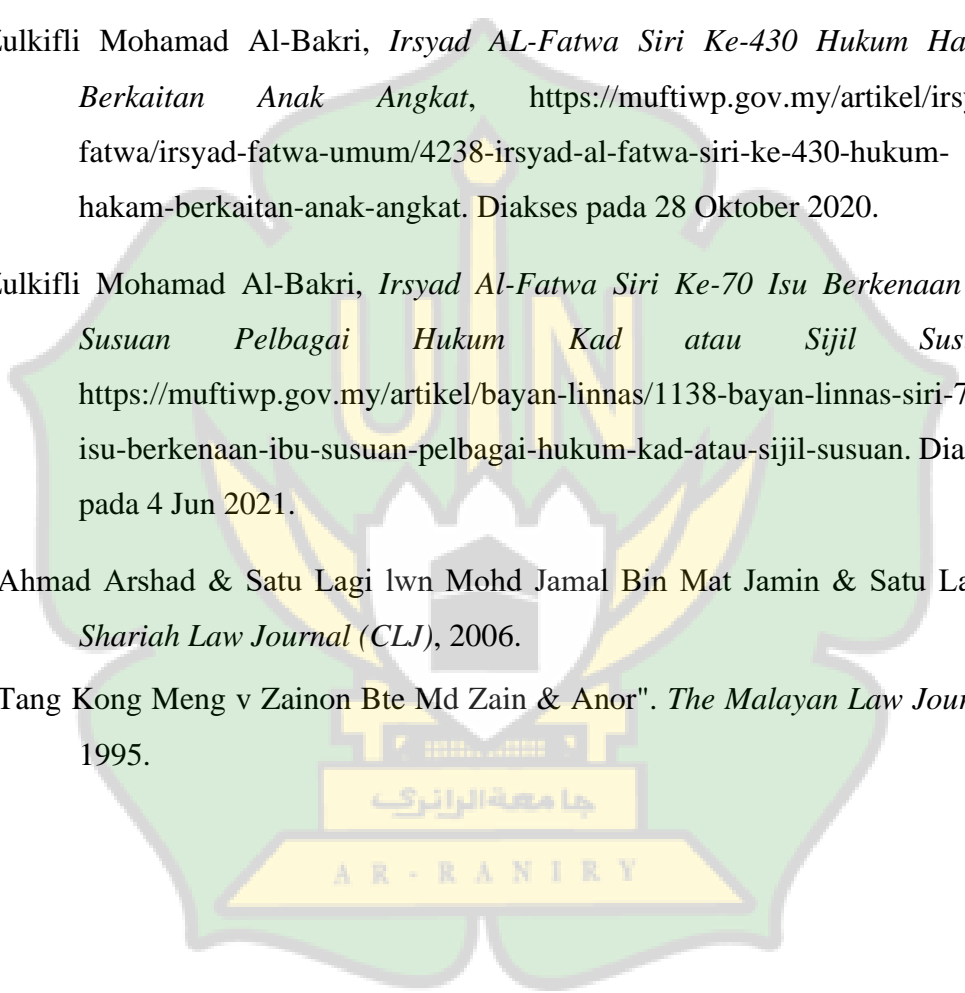 Zulkifli Mohamad Al-Bakri, Irsyad AL-Fatwa Siri Ke-430 Hukum Ha
Berkaitan Anak Angkat, https://muftiwp.gov.my/artikel/irsy
fatwa/irsyad-fatwa-umum/4238-irsyad-al-fatwa-siri-ke-430-hukum-
hakam-berkaitan-anak-angkat. Diakses pada 28 Oktober 2020.
Zulkifli Mohamad Al-Bakri, Irsyad Al-Fatwa Siri Ke-70 Isu Berkenaan
Susuan Pelbagai Hukum Kad atau Sijil Sus
https://muftiwp.gov.my/artikel/bayan-linnas/1138-bayan-linnas-siri-7
isu-berkenaan-ibu-susuan-pelbagai-hukum-kad-atau-sijil-susuan. Dia
pada 4 Jun 2021.
Ahmad Arshad & Satu Lagi lwn Mohd Jamal Bin Mat Jamin & Satu La
Shariah Law Journal (CLJ), 2006.
Tang Kong Meng v Zainon Bte Md Zain & Anor". The Malayan Law Jour
1995.
UIN
جامعة الرانري
AR-RANIRY